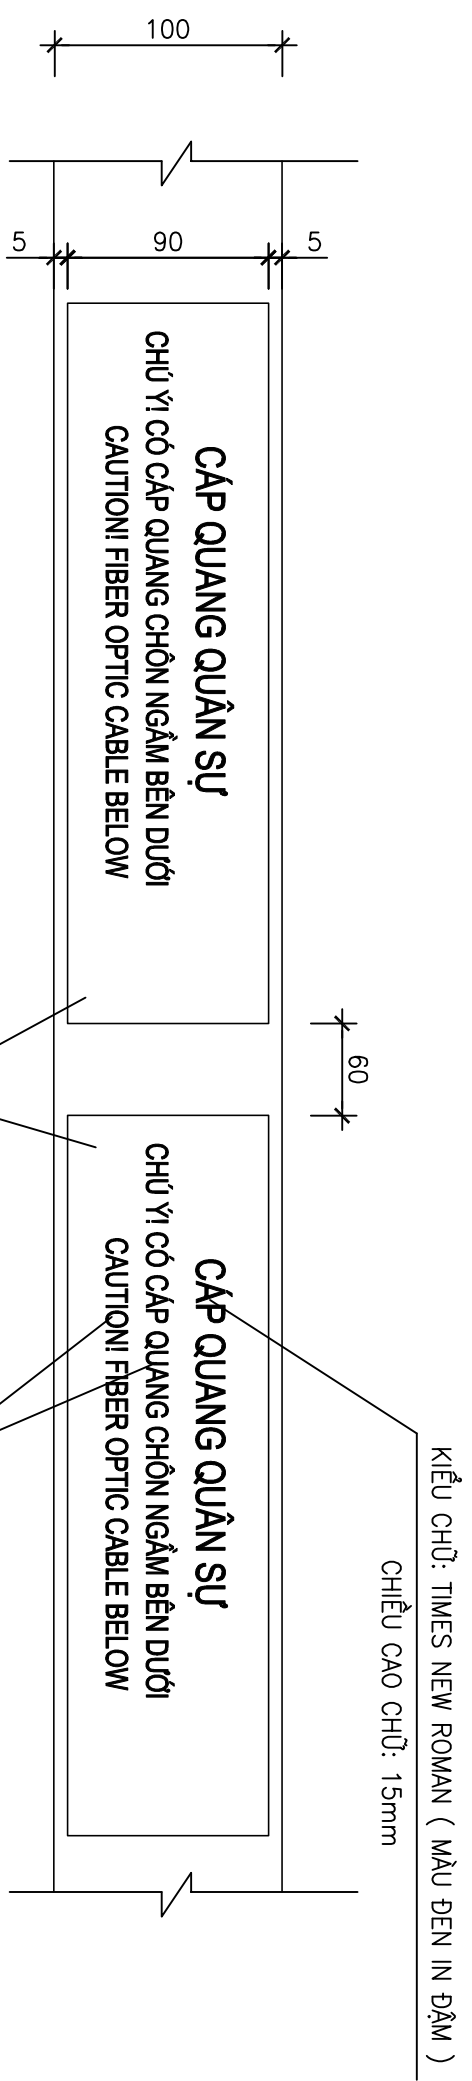 100
5
90
5
CÁP QUANG QUÂN SỰ
CHÚ Ý! CÓ CÁP QUANG CHÔN NGẦM BÊN DƯỚI
CAUTION! FIBER OPTIC CABLE BELOW
60
CÁP QUANG QUÂN SỰ
CHÚ Ý! CÓ CÁP QUANG CHÔN NGẦM BÊN DƯỚI
CAUTION! FIBER OPTIC CABLE BELOW
KIỂU CHỮ: TIMES NEW ROMAN ( MÀU ĐEN IN ĐẬM )
CHIỀU CAO CHỮ: 15mm